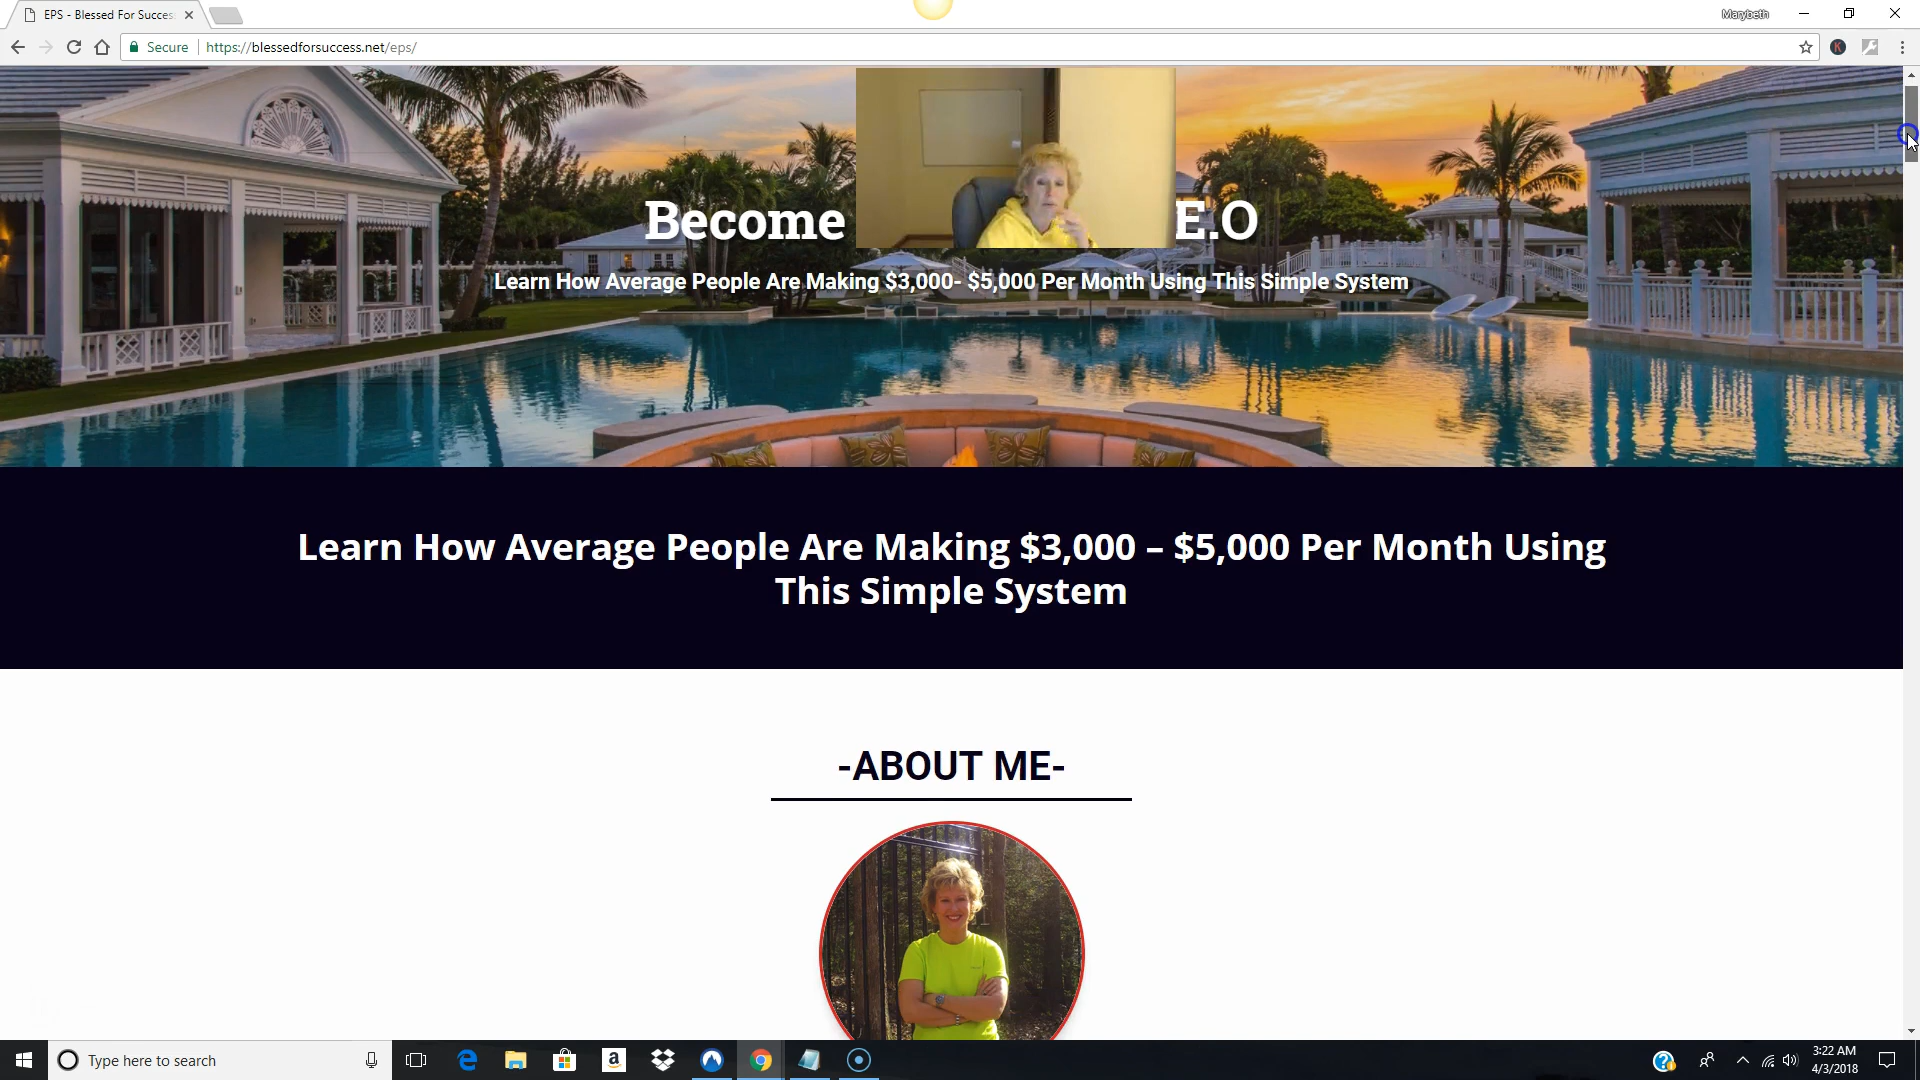 EPS - Blessed For Succes
Marybeth
Secure
https://blessedforsuccess.net/eps/
Become E.O
Learn How Average People Are Making $3,000- $5,000 Per Month Using This Simple System
Learn How Average People Are Making $3,000 – $5,000 Per Month Using
This Simple System
-ABOUT ME-
Type here to search
3:22 AM
4/3/2018